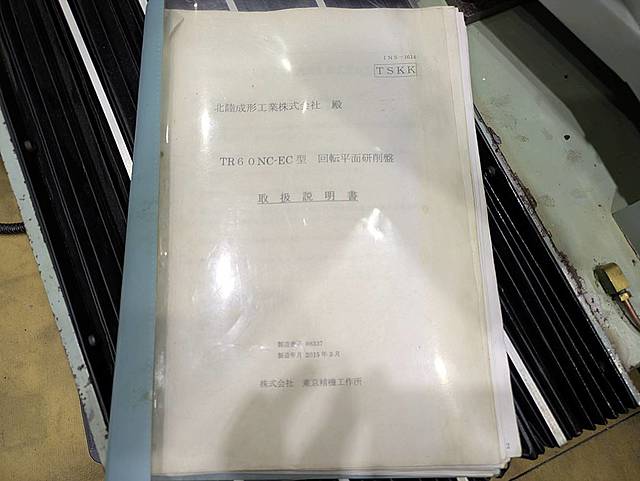 INS-1614
TSKK
北陸成形工業株式会社 殿
TR60NC-EC型 回転平面研削盤
取扱説明書
製造番号 98337
製造年月 2015年3月
株式会社 東京精機工作所
2